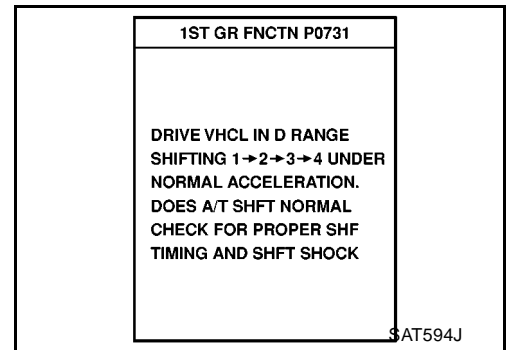 1ST GR FNCTN P0731
DRIVE VHCL IN D RANGE
SHIFTING 1→2→3→4 UNDER
NORMAL ACCELERATION.
DOES A/T SHFT NORMAL
CHECK FOR PROPER SHF
TIMING AND SHFT SHOCK
SAT594J